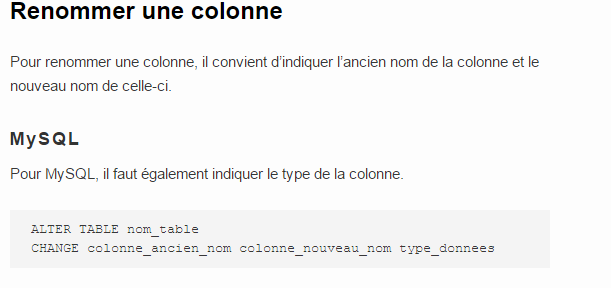 Renommer une colonne
Pour renommer une colonne, il convient d'indiquer l'ancien nom de la colonne et le
nouveau nom de celle-ci.
MySQL
Pour MySQL, il faut également indiquer le type de la colonne.
ALTER TABLE nom_table
CHANGE colonne_ancien_nom colonne_nouveau_nom type_donnees